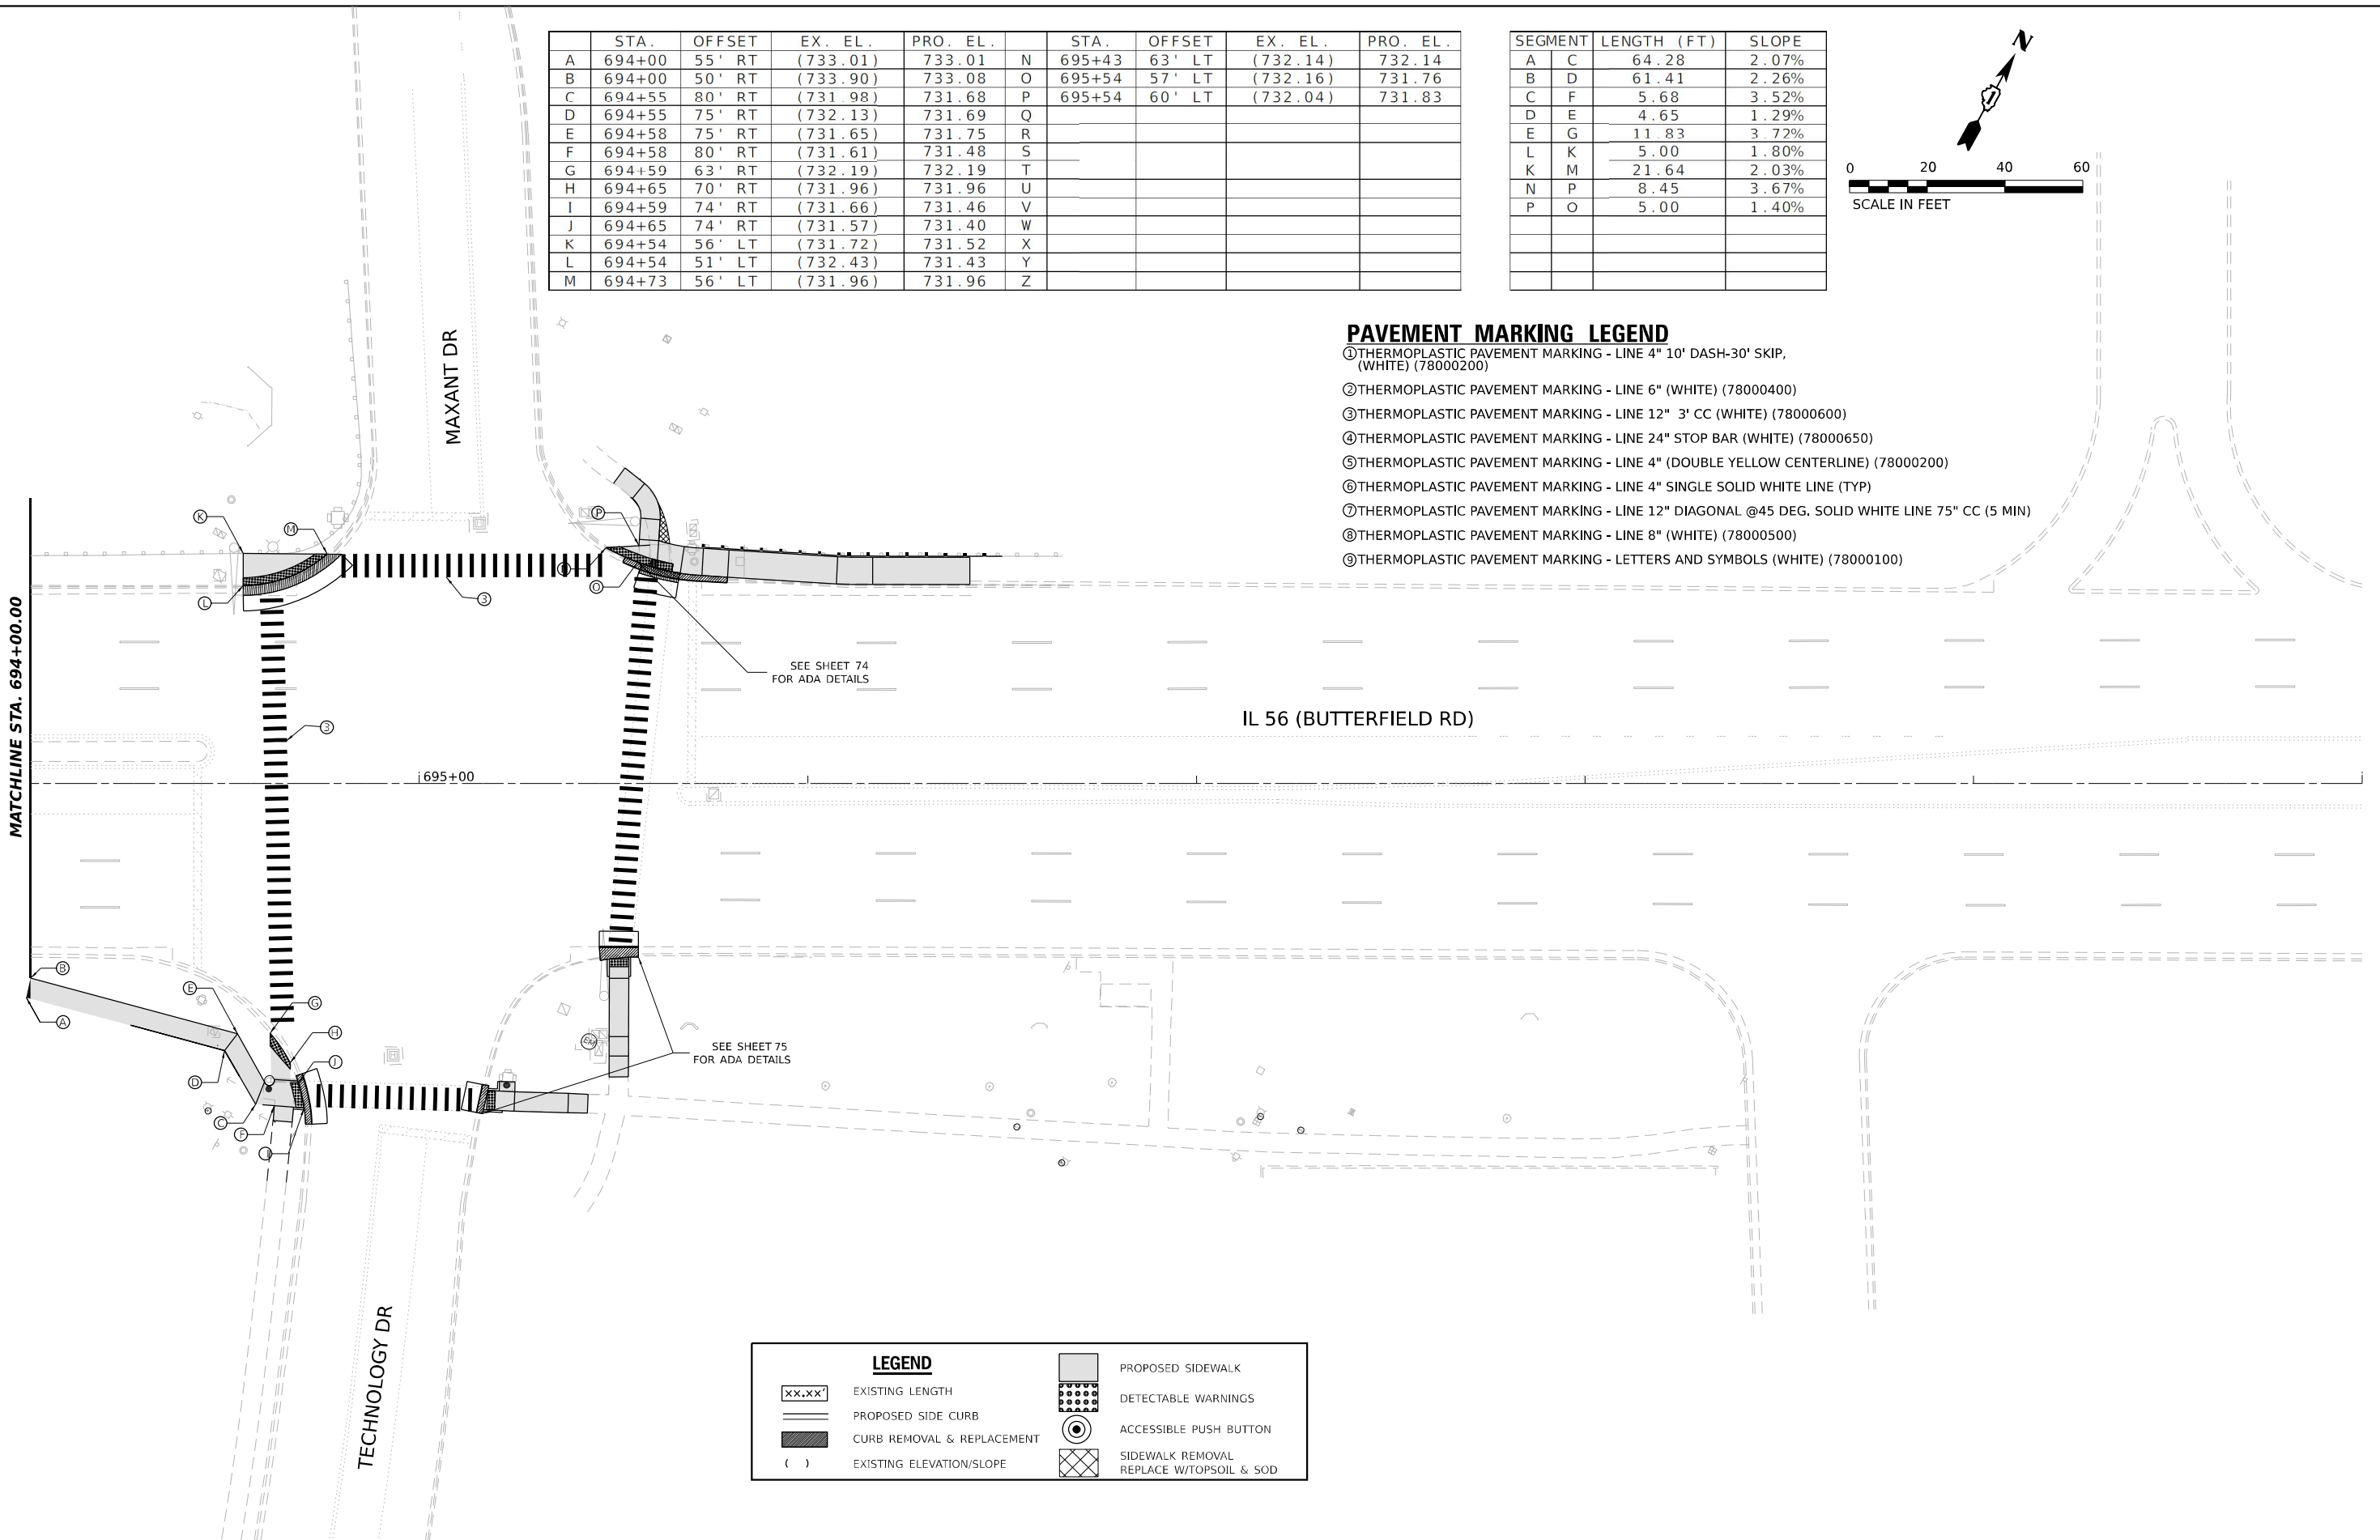 STA. OFFSET EX. EL. PRO. EL. STA. OFFSET EX. EL. PRO. EL.
A 694+00 55' RT (733.01) 733.01 N 695+43 63' LT (732.14) 732.14
B 694+00 50' RT (733.90) 733.08 O 695+54 57' LT (732.16) 731.76
C 694+55 80' RT (731.98) 731.68 P 695+54 60' LT (732.04) 731.83
D 694+55 75' RT (732.13) 731.69 Q
E 694+58 75' RT (731.65) 731.75 R
F 694+58 80' RT (731.61) 731.48 S
G 694+59 63' RT (732.19) 732.19 T
H 694+65 70' RT (731.96) 731.96 U
I 694+59 74' RT (731.66) 731.46 V
J 694+65 74' RT (731.57) 731.40 W
K 694+54 56' LT (731.72) 731.52 X
L 694+54 51' LT (732.43) 731.43 Y
M 694+73 56' LT (731.96) 731.96 Z
SEGMENT LENGTH (FT) SLOPE
A C 64.28 2.07%
B D 61.41 2.26%
C F 5.68 3.52%
D E 4.65 1.29%
E G 11.83 3.72%
L K 5.00 1.80%
K M 21.64 2.03%
N P 8.45 3.67%
P O 5.00 1.40%
N
0 20 40 60
SCALE IN FEET
PAVEMENT MARKING LEGEND
①THERMOPLASTIC PAVEMENT MARKING - LINE 4" 10' DASH-30' SKIP,
(WHITE) (78000200)
②THERMOPLASTIC PAVEMENT MARKING - LINE 6" (WHITE) (78000400)
③THERMOPLASTIC PAVEMENT MARKING - LINE 12" 3' CC (WHITE) (78000600)
④THERMOPLASTIC PAVEMENT MARKING - LINE 24" STOP BAR (WHITE) (78000650)
⑤THERMOPLASTIC PAVEMENT MARKING - LINE 4" (DOUBLE YELLOW CENTERLINE) (78000200)
⑥THERMOPLASTIC PAVEMENT MARKING - LINE 4" SINGLE SOLID WHITE LINE (TYP)
⑦THERMOPLASTIC PAVEMENT MARKING - LINE 12" DIAGONAL @45 DEG. SOLID WHITE LINE 75" CC (5 MIN)
⑧THERMOPLASTIC PAVEMENT MARKING - LINE 8" (WHITE) (78000500)
⑨THERMOPLASTIC PAVEMENT MARKING - LETTERS AND SYMBOLS (WHITE) (78000100)
MAXANT DR
K
M
P
L
O
3
3
SEE SHEET 74
FOR ADA DETAILS
MATCHLINE STA. 694+00.00
IL 56 (BUTTERFIELD RD)
695+00
B
E
G
A
H
J
D
C
F
EM
SEE SHEET 75
FOR ADA DETAILS
TECHNOLOGY DR
LEGEND
XX.XX' EXISTING LENGTH
PROPOSED SIDE CURB
CURB REMOVAL & REPLACEMENT
( ) EXISTING ELEVATION/SLOPE
PROPOSED SIDEWALK
DETECTABLE WARNINGS
ACCESSIBLE PUSH BUTTON
SIDEWALK REMOVAL
REPLACE W/TOPSOIL & SOD